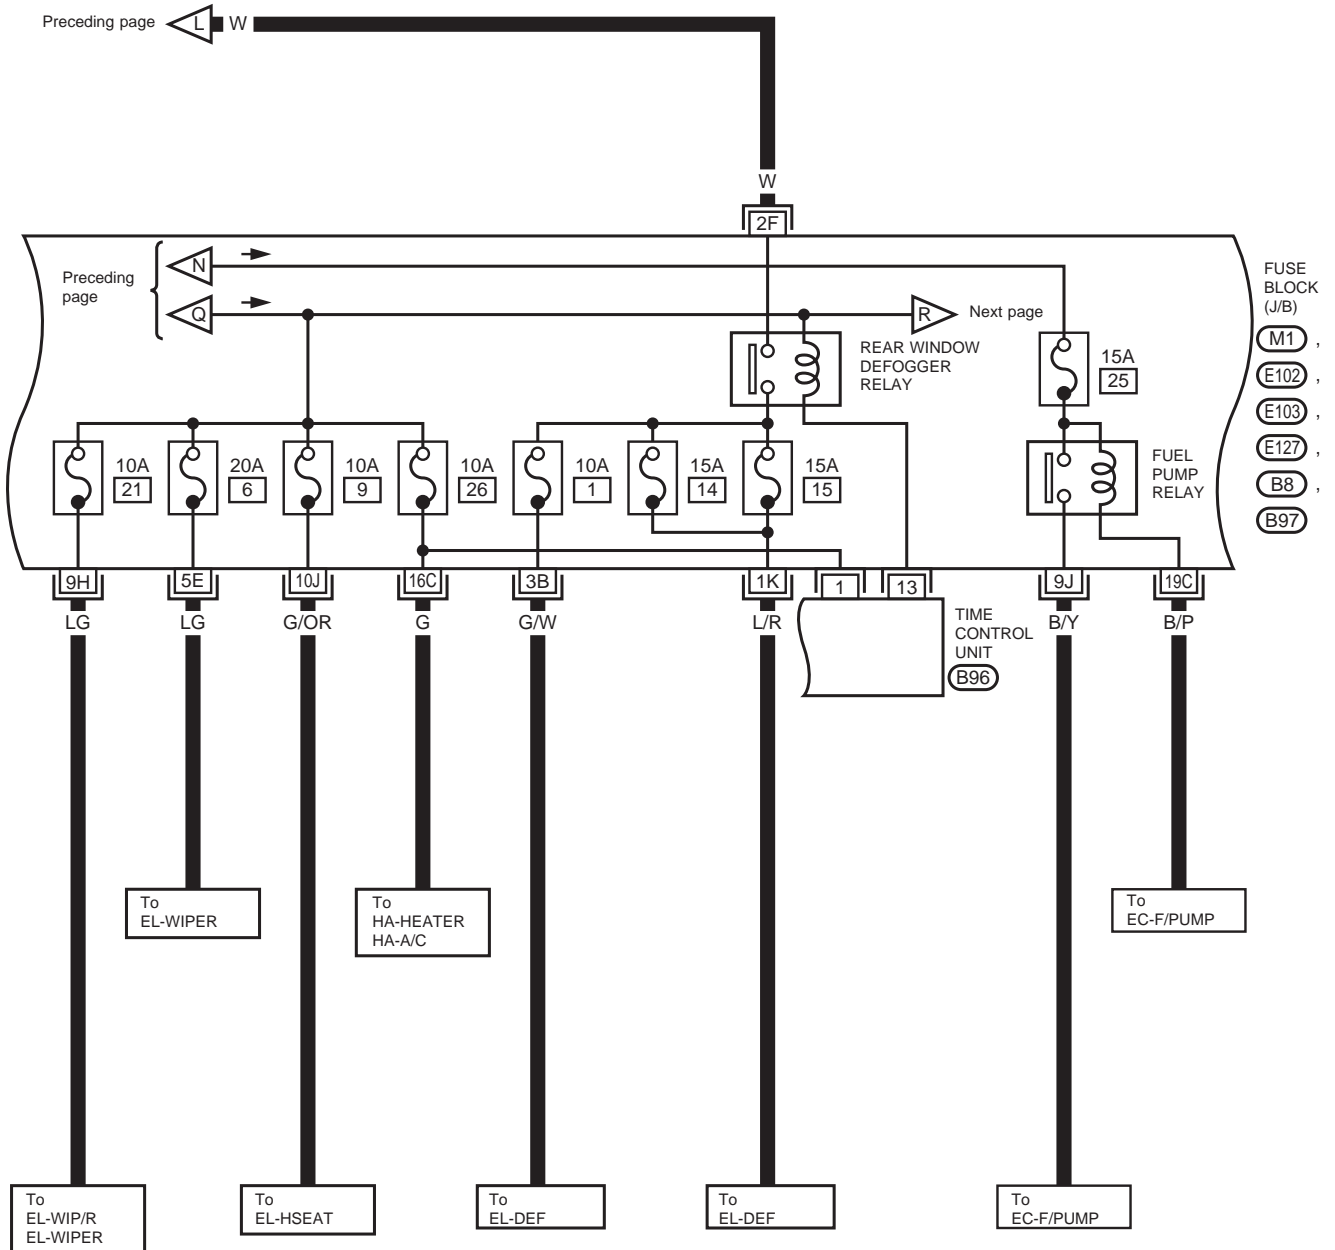 Preceding page
L
W
W
2F
N
Preceding
page
Q
R
Next page
REAR WINDOW
DEFOGGER
RELAY
15A
25
FUSE
BLOCK
(J/B)
M1 ,
E102 ,
E103 ,
E127 ,
B8 ,
B97
FUEL
PUMP
RELAY
10A
21
20A
6
10A
9
10A
26
10A
1
15A
14
15A
15
9H
5E
10J
16C
3B
1K
1
13
9J
19C
LG
LG
G/OR
G
G/W
L/R
B/Y
B/P
TIME
CONTROL
UNIT
B96
To
EL-WIPER
To
HA-HEATER
HA-A/C
To
EC-F/PUMP
To
EL-WIP/R
EL-WIPER
To
EL-HSEAT
To
EL-DEF
To
EL-DEF
To
EC-F/PUMP